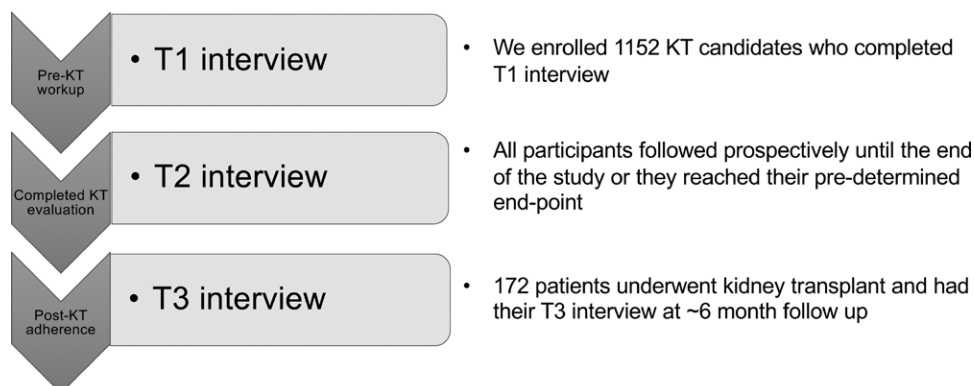 Pre-KT
workup
• T1 interview
• We enrolled 1152 KT candidates who completed
T1 interview
Completed KT
evaluation
• T2 interview
• All participants followed prospectively until the end
of the study or they reached their pre-determined
end-point
Post-KT
adherence
• T3 interview
• 172 patients underwent kidney transplant and had
their T3 interview at ~6 month follow up